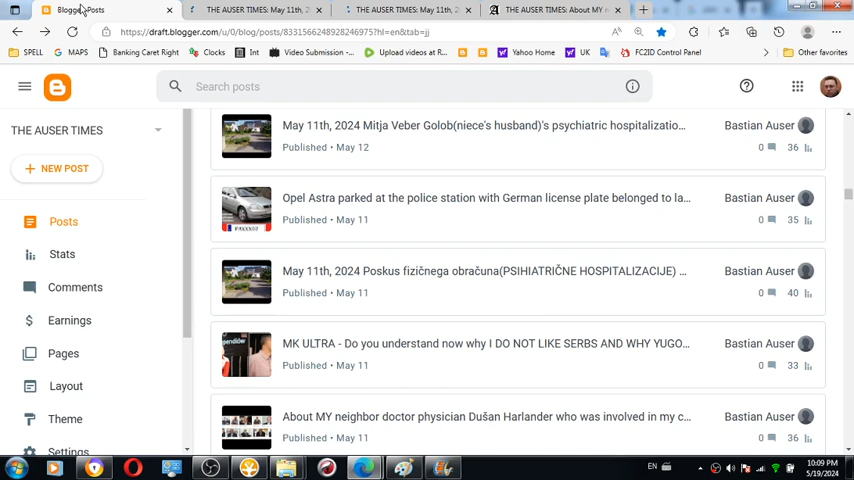 Blogger: Posts
THE AUSER TIMES: May 11th, 2
THE AUSER TIMES: May 11th, 2
THE AUSER TIMES: About MY n
https://draft.blogger.com/u/0/blog/posts/8331566248928246975?hl=en&tab=jj
SPELL
MAPS
Banking Caret Right
Clocks
Int
Video Submission -...
Upload videos at R...
B
Yahoo Home
UK
FC2ID Control Panel
Other favorites
Search posts
THE AUSER TIMES
NEW POST
Posts
Stats
Comments
Earnings
Pages
Layout
Theme
Settings
May 11th, 2024 Mitja Veber Golob(niece's husband)'s psychiatric hospitalizatio...
Bastian Auser
Published • May 12
0 36
Opel Astra parked at the police station with German license plate belonged to la...
Bastian Auser
Published • May 11
0 35
May 11th, 2024 Poskus fizičnega obračuna(PSIHIATRIČNE HOSPITALIZACIJE) ...
Bastian Auser
Published • May 11
0 40
MK ULTRA - Do you understand now why I DO NOT LIKE SERBS AND WHY YUGO...
Bastian Auser
Published • May 11
0 33
About MY neighbor doctor physician Dušan Harlander who was involved in my c...
Bastian Auser
Published • May 11
0 36
EN
10:09 PM
5/19/2024